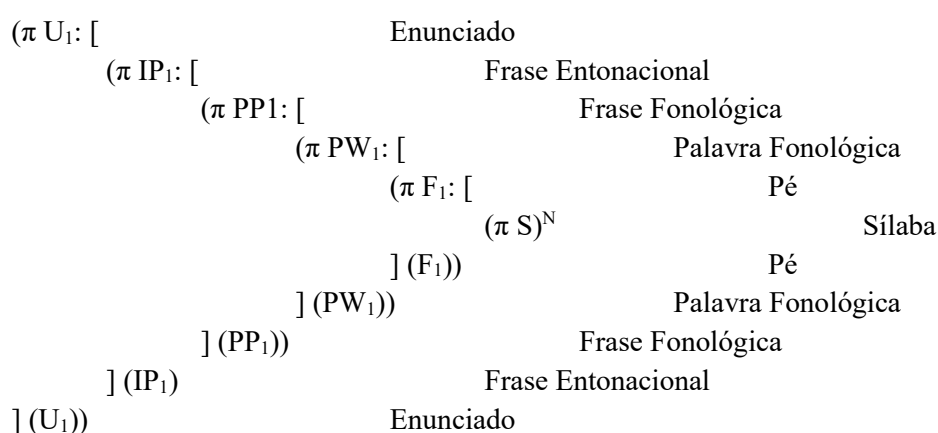 (π U₁: [ Enunciado
(π IP₁: [ Frase Entonacional
(π PP1: [ Frase Fonológica
(π PW₁: [ Palavra Fonológica
(π F₁: [ Pé
(π S)ᴺ Sílaba
] (F₁)) Pé
] (PW₁)) Palavra Fonológica
] (PP₁)) Frase Fonológica
] (IP₁) Frase Entonacional
] (U₁)) Enunciado